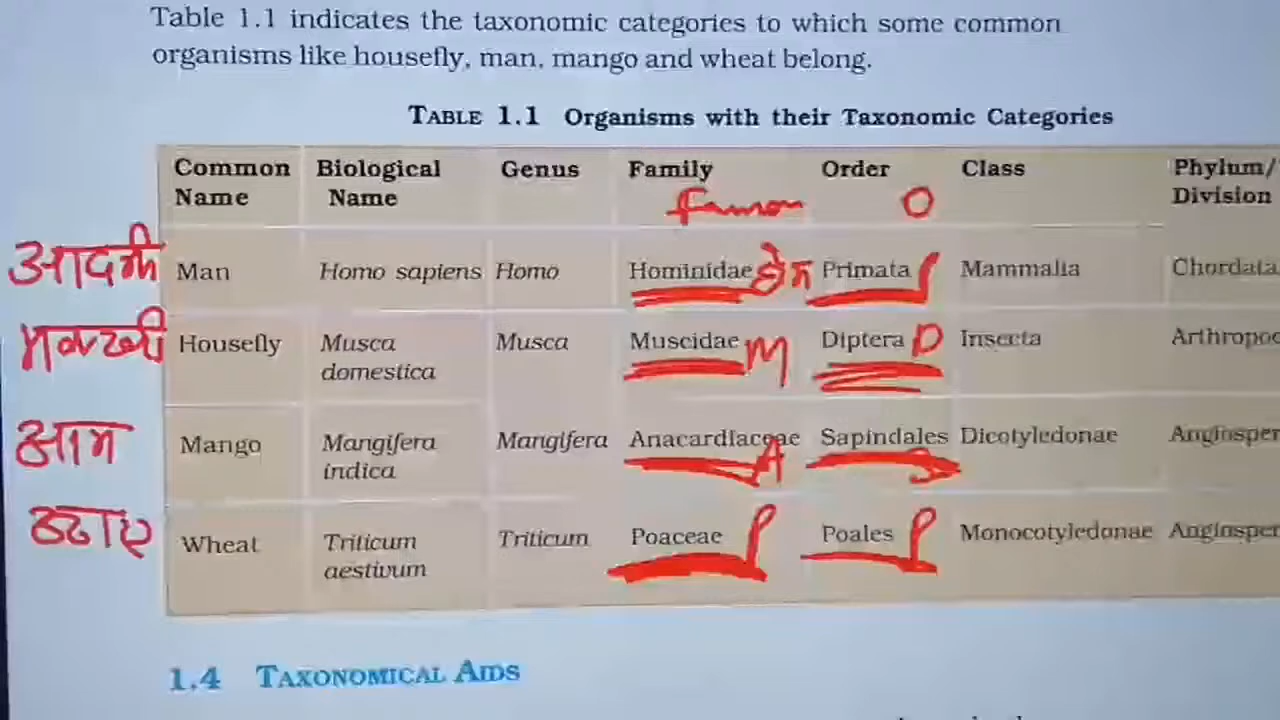 Table 1.1 indicates the taxonomic categories to which some common
organisms like housefly, man, mango and wheat belong.
TABLE 1.1 Organisms with their Taxonomic Categories
Common Name Biological Name Genus Family Order Class Phylum/ Division
O
आदमी Man Homo sapiens Homo Hominidae Primata Mammalia Chordata
मक्खी Housefly Musca domestica Musca Muscidae M Diptera D Insecta Arthropod
आम Mango Mangifera indica Mangifera Anacardiaceae A Sapindales S Dicotyledonae Angiosper
Wheat Triticum aestivum Triticum Poaceae P Poales P Monocotyledonae Angiosper
1.4 TAXONOMICAL AIDS